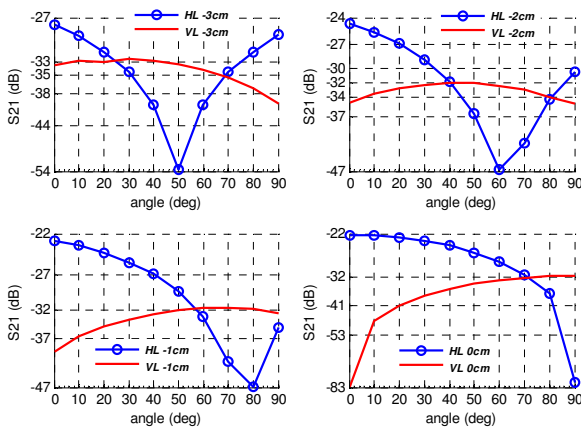 -27
-33
-35
-38
-44
-54
S21 (dB)
HL -3cm
VL -3cm
0 10 20 30 40 50 60 70 80 90
angle (deg)
-24
-27
-30
-32
-34
-37
-47
S21 (dB)
HL -2cm
VL -2cm
0 10 20 30 40 50 60 70 80 90
angle (deg)
-22
-27
-32
-37
-47
S21 (dB)
HL -1cm
VL -1cm
0 10 20 30 40 50 60 70 80 90
angle (deg)
-22
-32
-41
-53
-83
S21 (dB)
HL 0cm
VL 0cm
0 10 20 30 40 50 60 70 80 90
angle (deg)